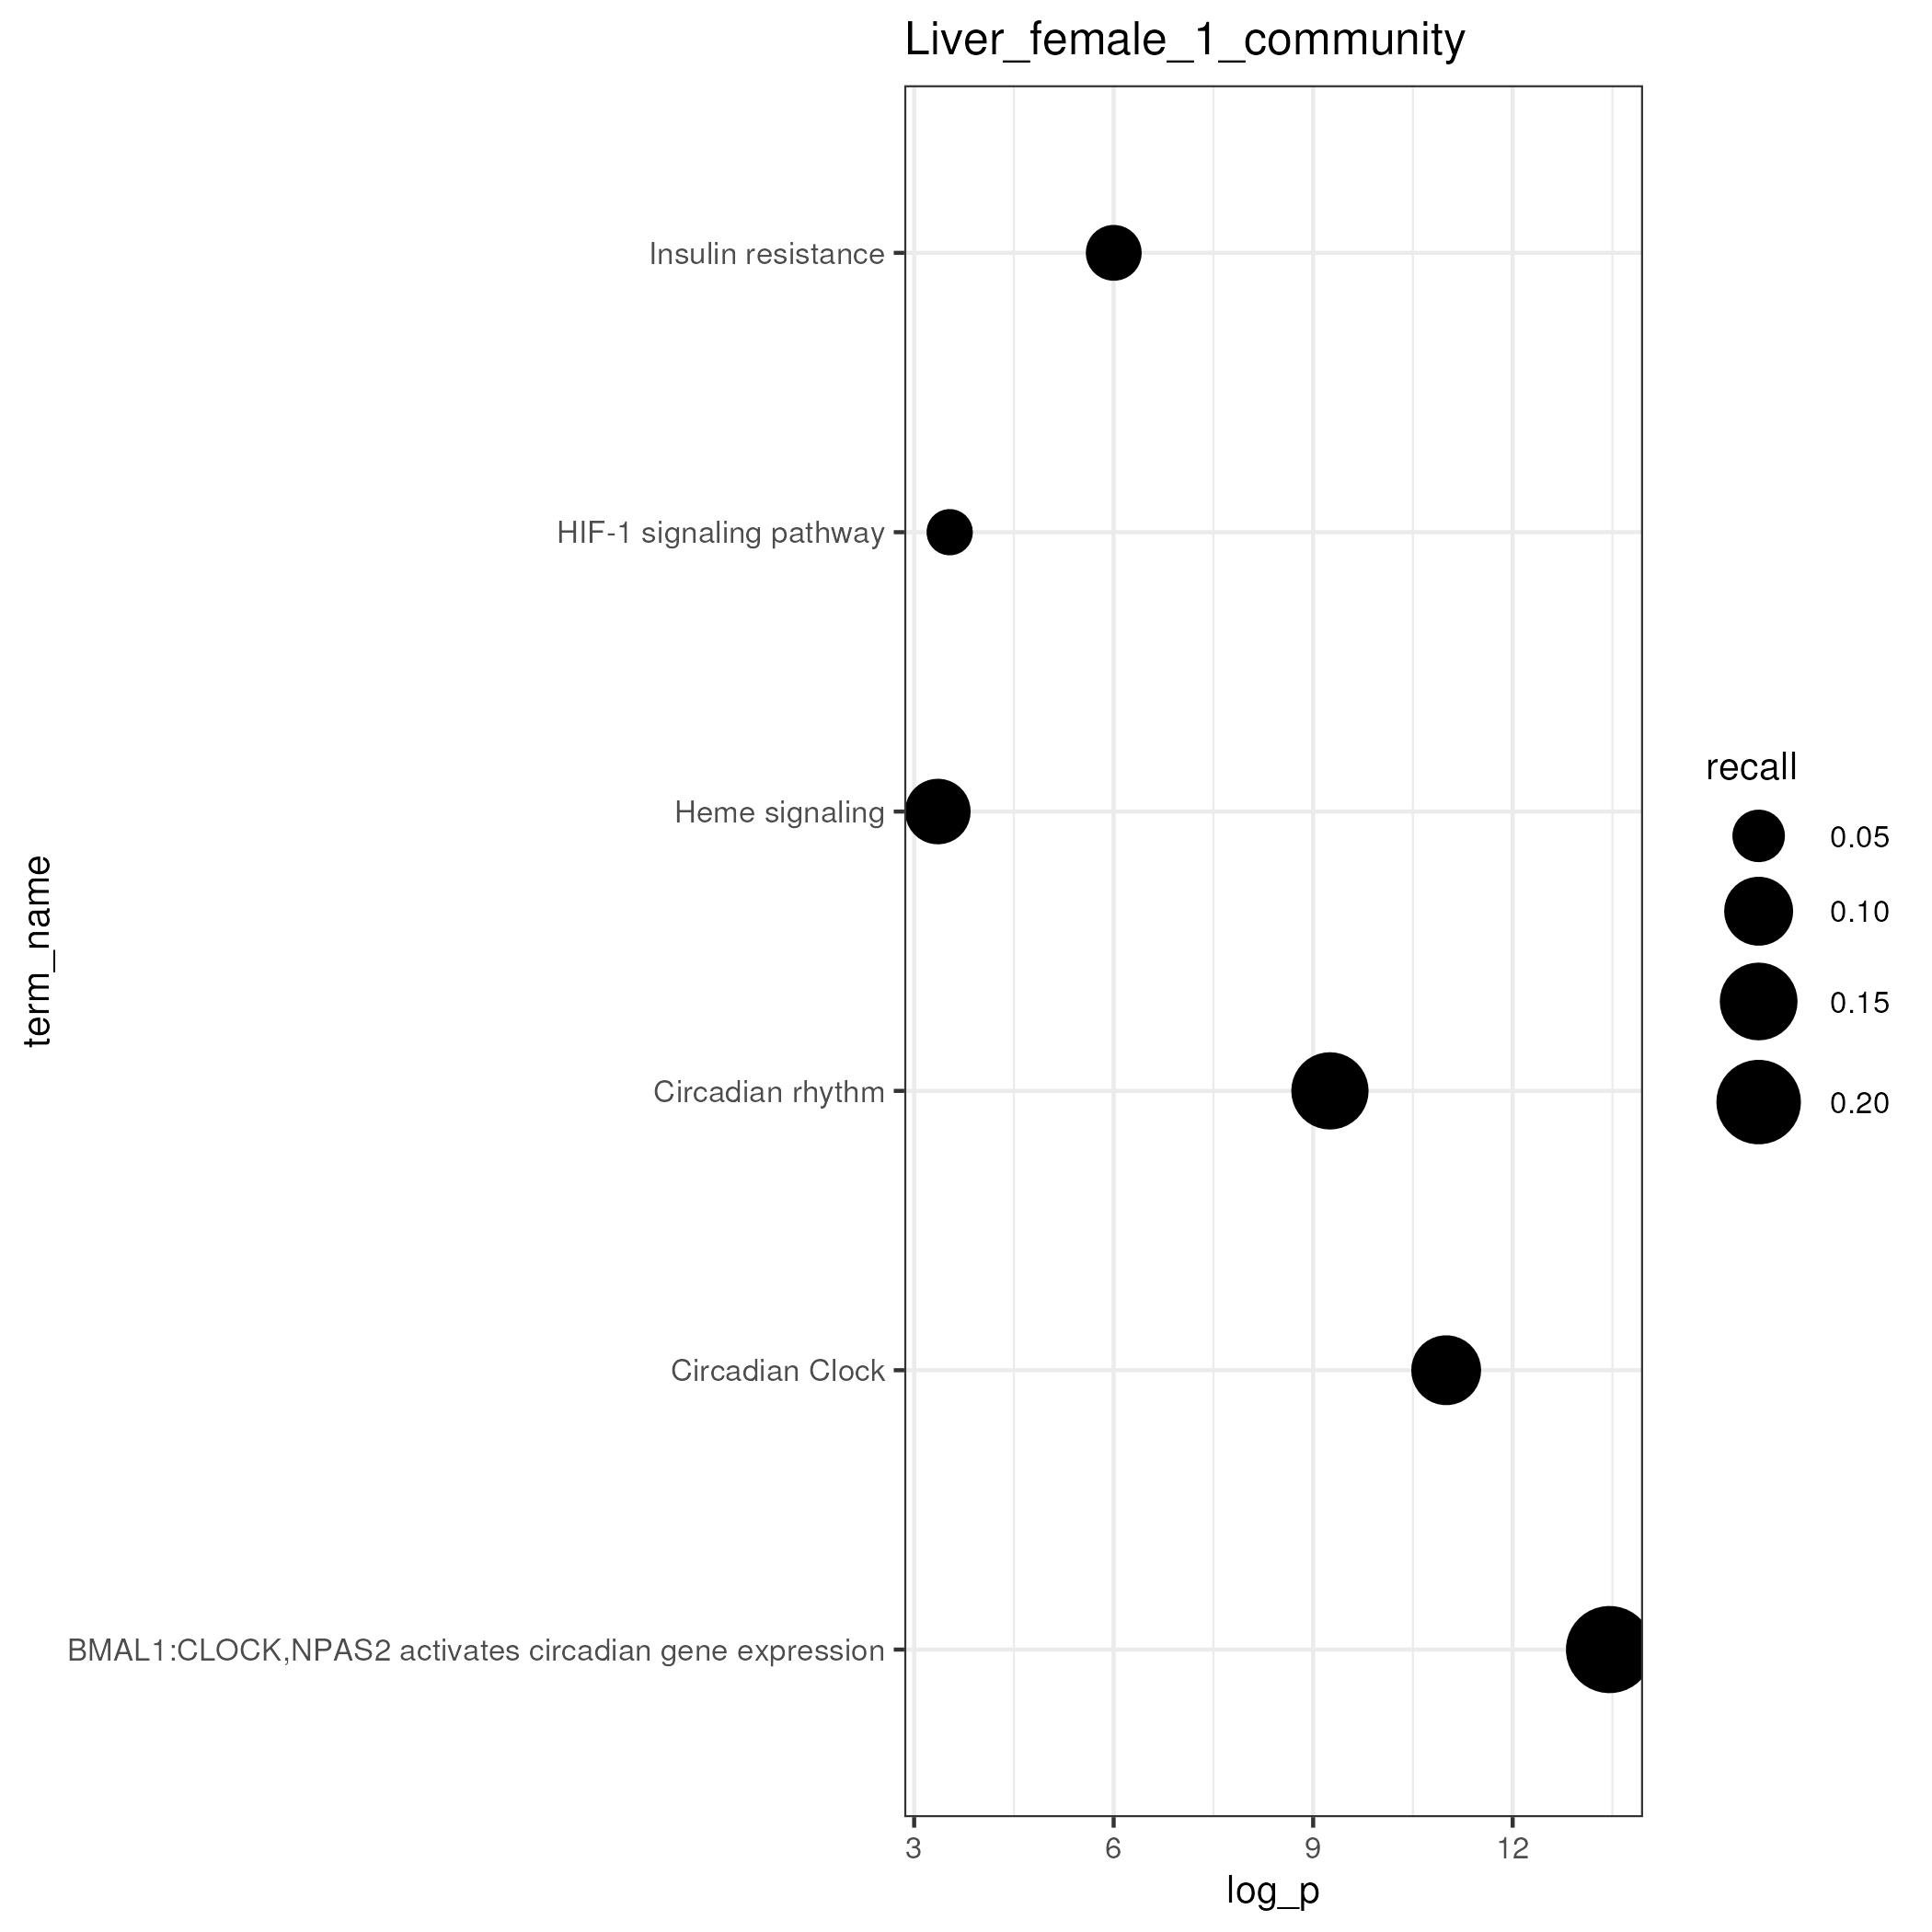 Liver_female_1_community
Insulin resistance
HIF-1 signaling pathway
Heme signaling
Circadian rhythm
Circadian Clock
BMAL1:CLOCK,NPAS2 activates circadian gene expression
term_name
3 6 9 12
log_p
recall
0.05
0.10
0.15
0.20